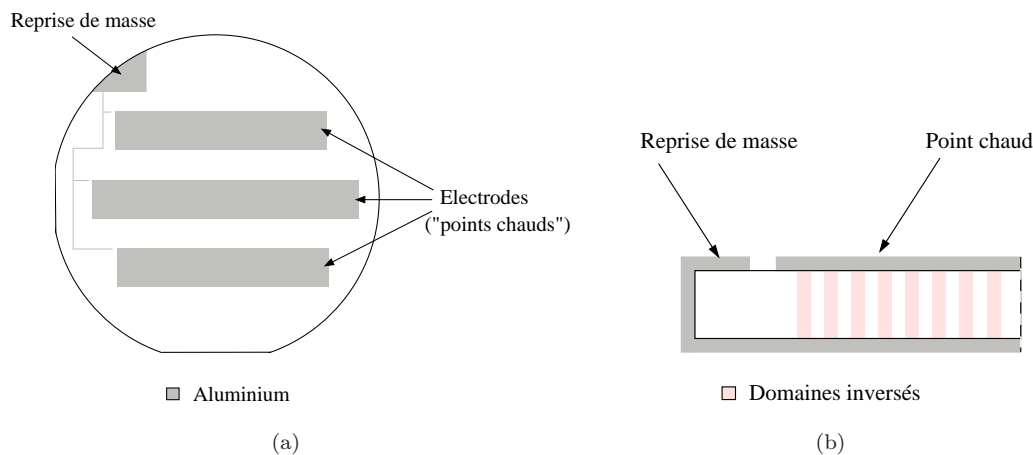 Reprise de masse
Electrodes
("points chauds")
Aluminium
(a)
Reprise de masse
Point chaud
Domaines inversés
(b)